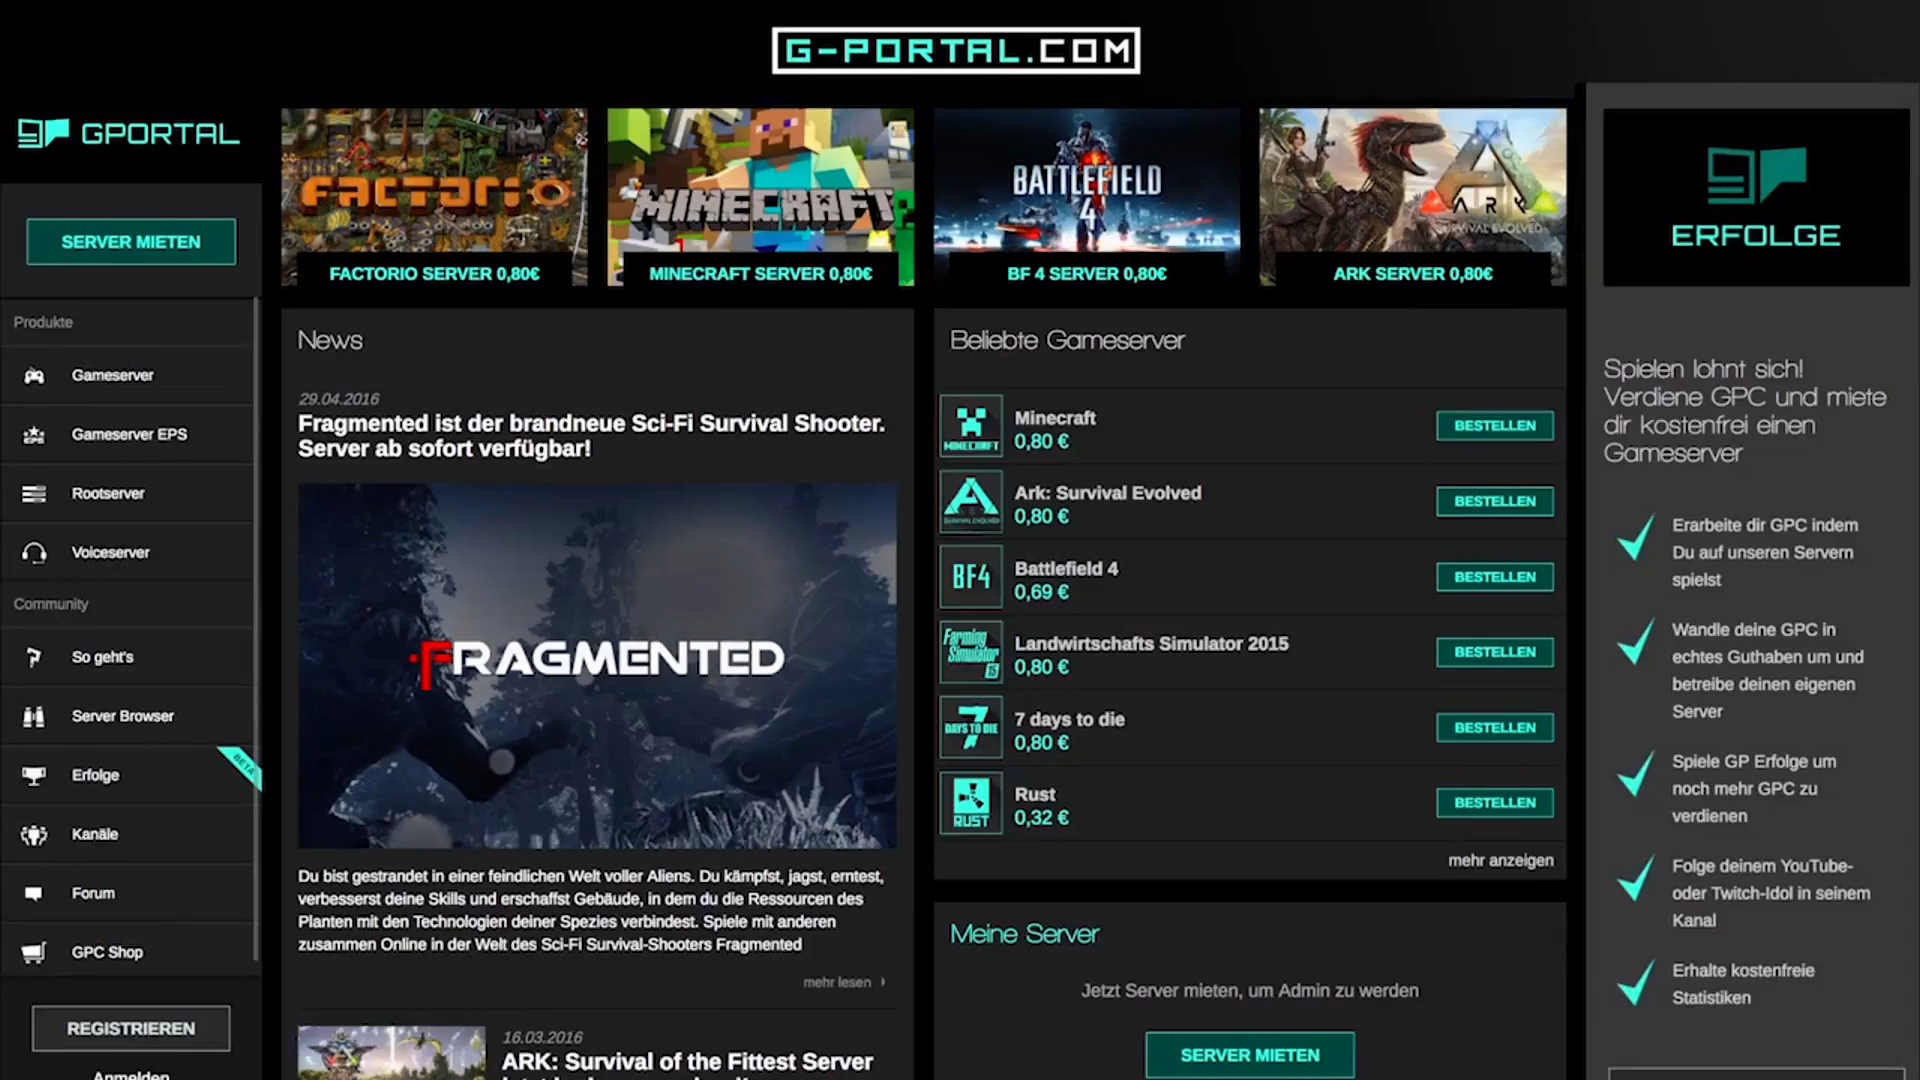 G-PORTAL.COM
GPORTAL
SERVER MIETEN
Produkte
Gameserver
Gameserver EPS
Rootserver
Voiceserver
Community
So geht's
Server Browser
Erfolge
BETA
Kanäle
Forum
GPC Shop
REGISTRIEREN
Anmelden
FACTORIO
FACTORIO SERVER 0,80€
MINECRAFT
MINECRAFT SERVER 0,80€
BATTLEFIELD
4
BF 4 SERVER 0,80€
ARK
SURVIVAL EVOLVED
ARK SERVER 0,80€
News
29.04.2016
Fragmented ist der brandneue Sci-Fi Survival Shooter.
Server ab sofort verfügbar!
FRAGMENTED
Du bist gestrandet in einer feindlichen Welt voller Aliens. Du kämpfst, jagst, erntest,
verbesserst deine Skills und erschaffst Gebäude, in dem du die Ressourcen des
Planten mit den Technologien deiner Spezies verbindest. Spiele mit anderen
zusammen Online in der Welt des Sci-Fi Survival-Shooters Fragmented
mehr lesen
16.03.2016
ARK: Survival of the Fittest Server
Beliebte Gameserver
MINECRAFT
Minecraft
0,80 €
BESTELLEN
SURVIVAL EVOLVED
Ark: Survival Evolved
0,80 €
BESTELLEN
BF4
Battlefield 4
0,69 €
BESTELLEN
Farming
Simulator
15
Landwirtschafts Simulator 2015
0,80 €
BESTELLEN
7
DAYS TO DIE
7 days to die
0,80 €
BESTELLEN
RUST
Rust
0,32 €
BESTELLEN
mehr anzeigen
Meine Server
Jetzt Server mieten, um Admin zu werden
SERVER MIETEN
ERFOLGE
Spielen lohnt sich!
Verdiene GPC und miete
dir kostenfrei einen
Gameserver
Erarbeite dir GPC indem
Du auf unseren Servern
spielst
Wandle deine GPC in
echtes Guthaben um und
betreibe deinen eigenen
Server
Spiele GP Erfolge um
noch mehr GPC zu
verdienen
Folge deinem YouTube-
oder Twitch-Idol in seinem
Kanal
Erhalte kostenfreie
Statistiken